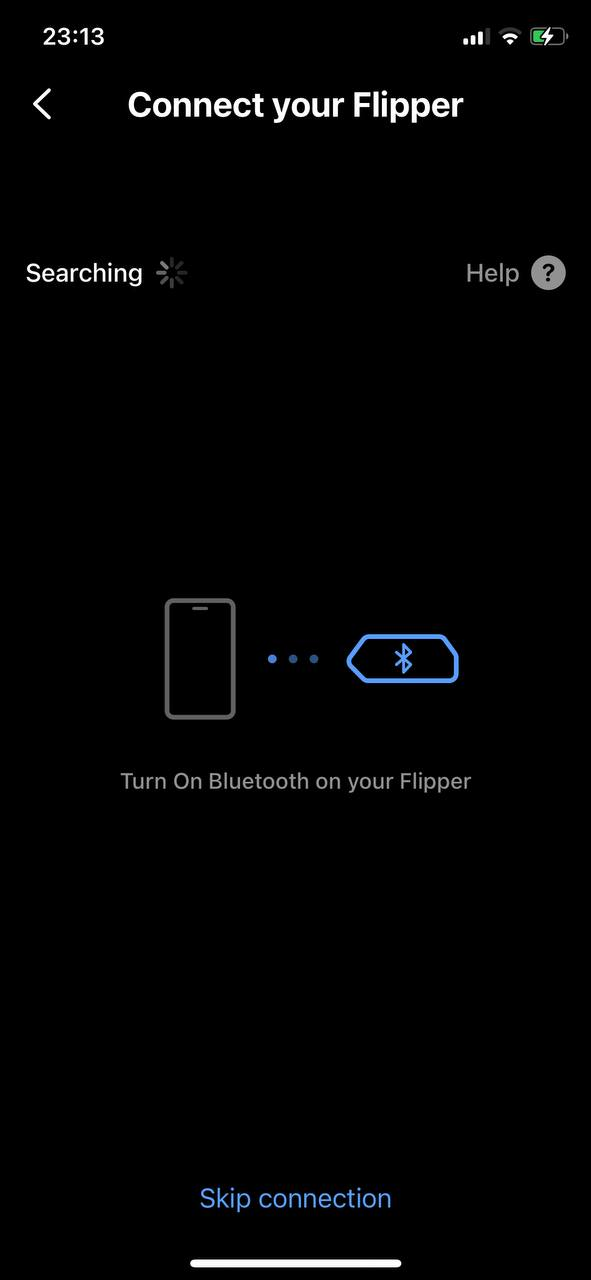 23:13
Connect your Flipper
Searching
Help ?
Turn On Bluetooth on your Flipper
Skip connection